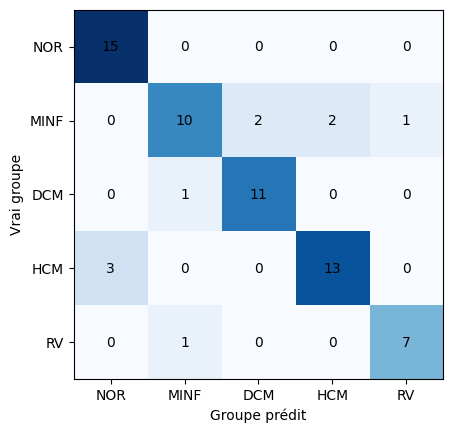 NOR 15 0 0 0 0
MINF 0 10 2 2 1
DCM 0 1 11 0 0
HCM 3 0 0 13 0
RV 0 1 0 0 7
NOR MINF DCM HCM RV
Groupe prédit
Vrai groupe